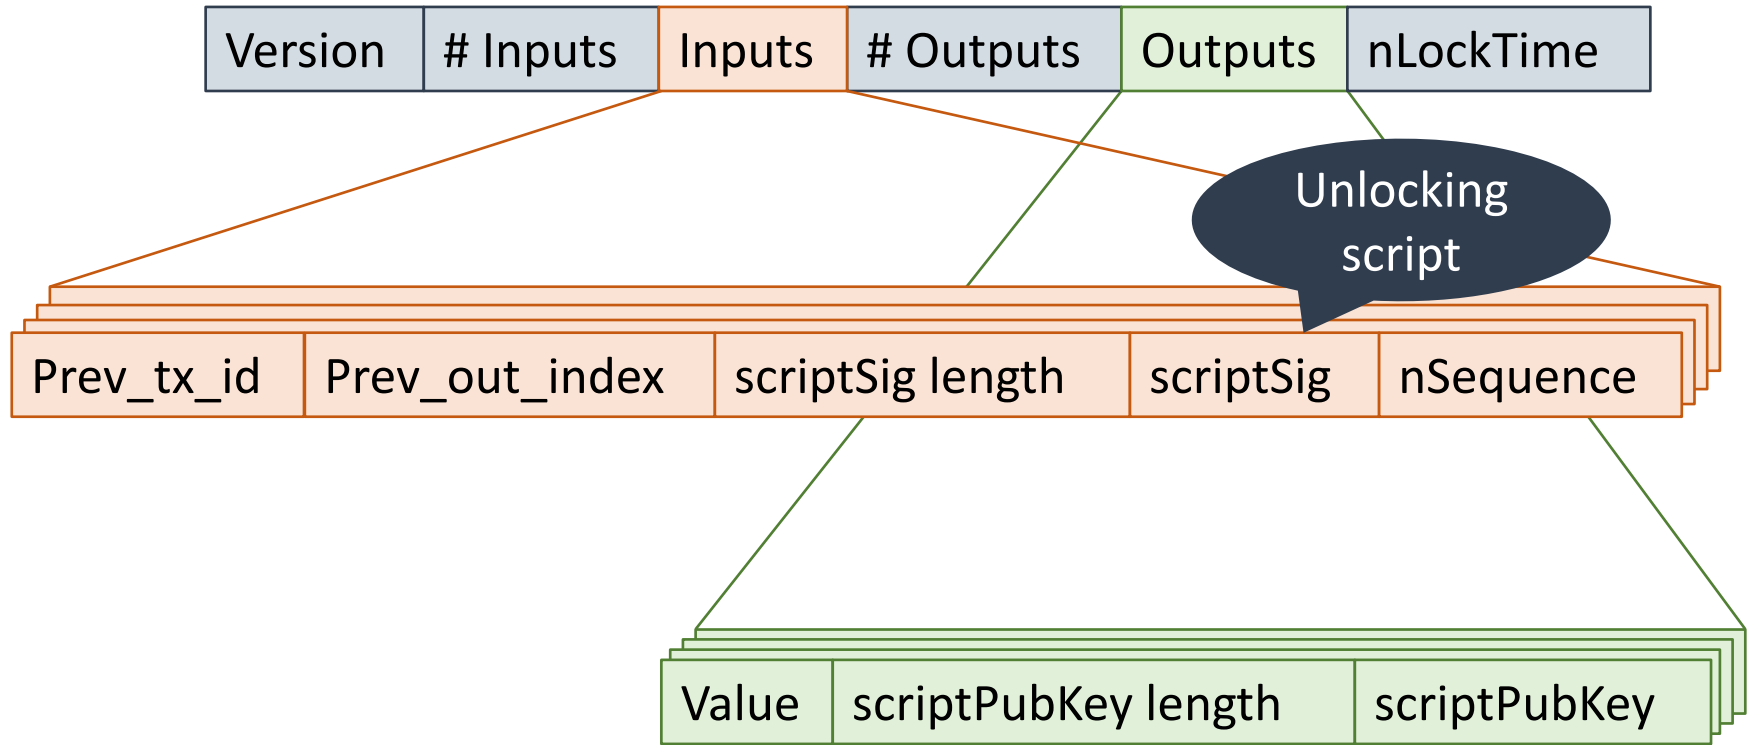 Version # Inputs Inputs # Outputs Outputs nLockTime
Unlocking
script
Prev_tx_id Prev_out_index scriptSig length scriptSig nSequence
Value scriptPubKey length scriptPubKey